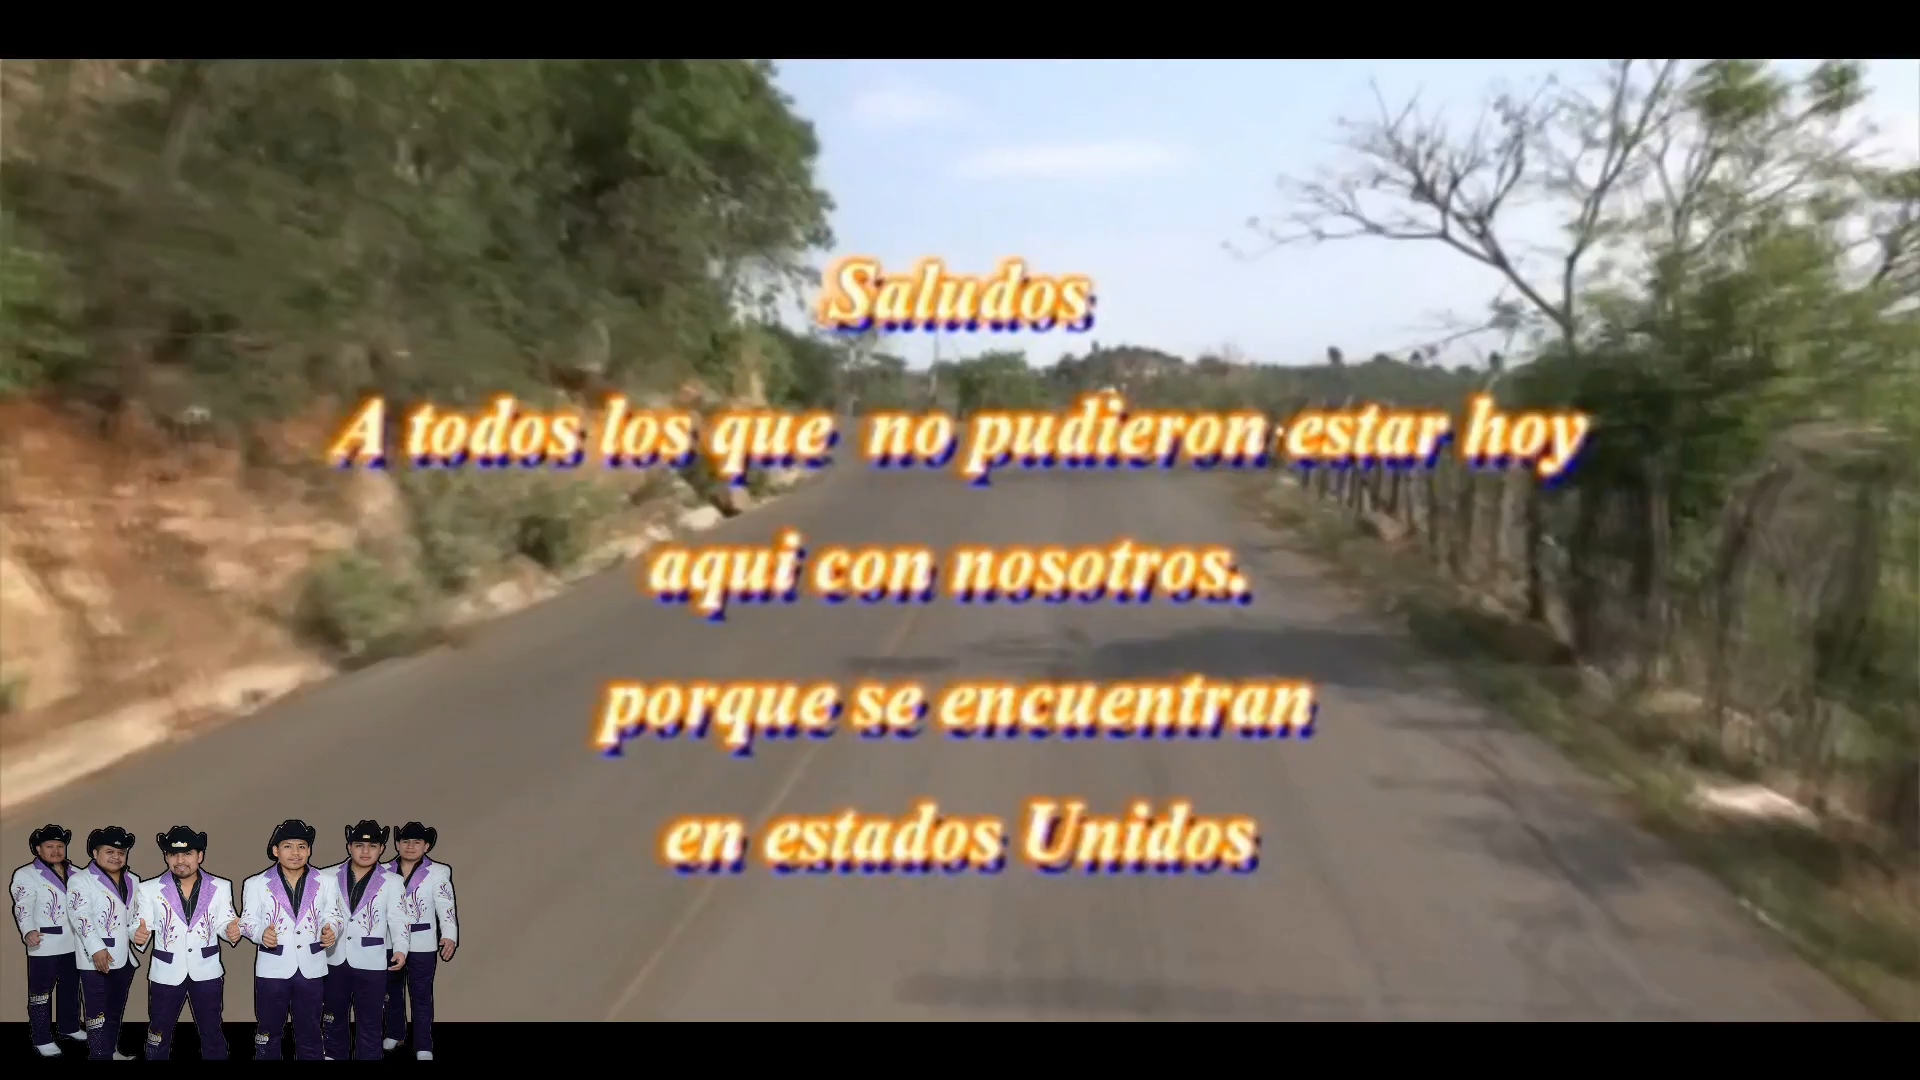 Saludos
A todos los que no pudieron estar hoy
aqui con nosotros.
porque se encuentran
en estados Unidos